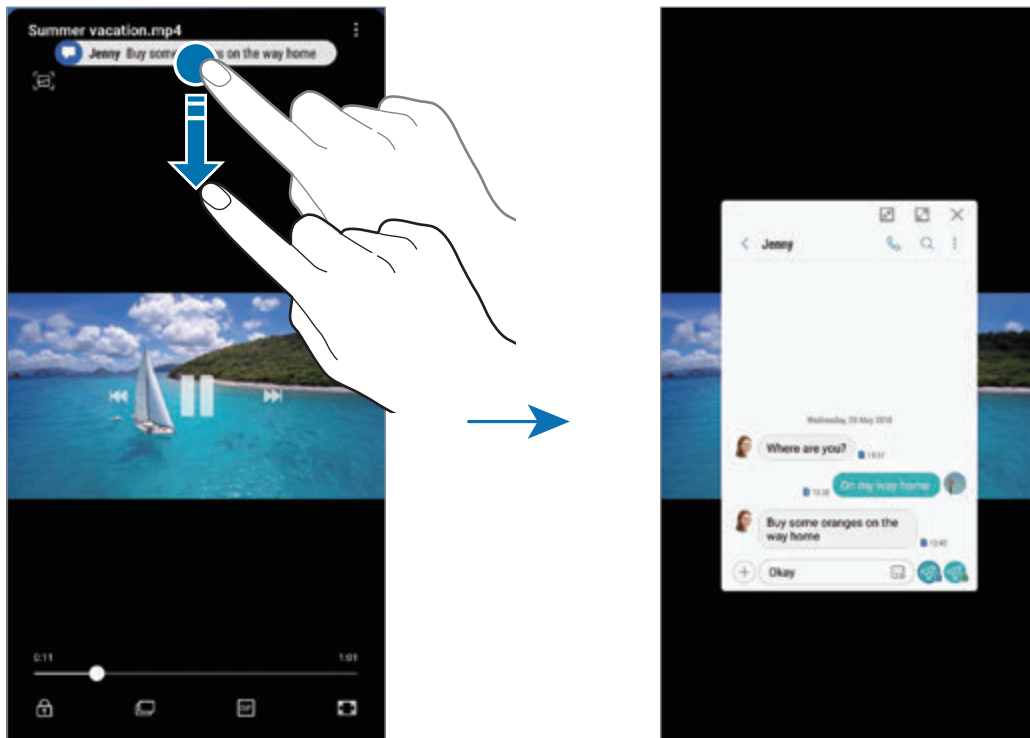 Summer vacation.mp4
Jenny Buy some on the way home
0:11
1:01
GIF
Jenny
Where are you?
On my way home
Buy some oranges on the
way home
Okay